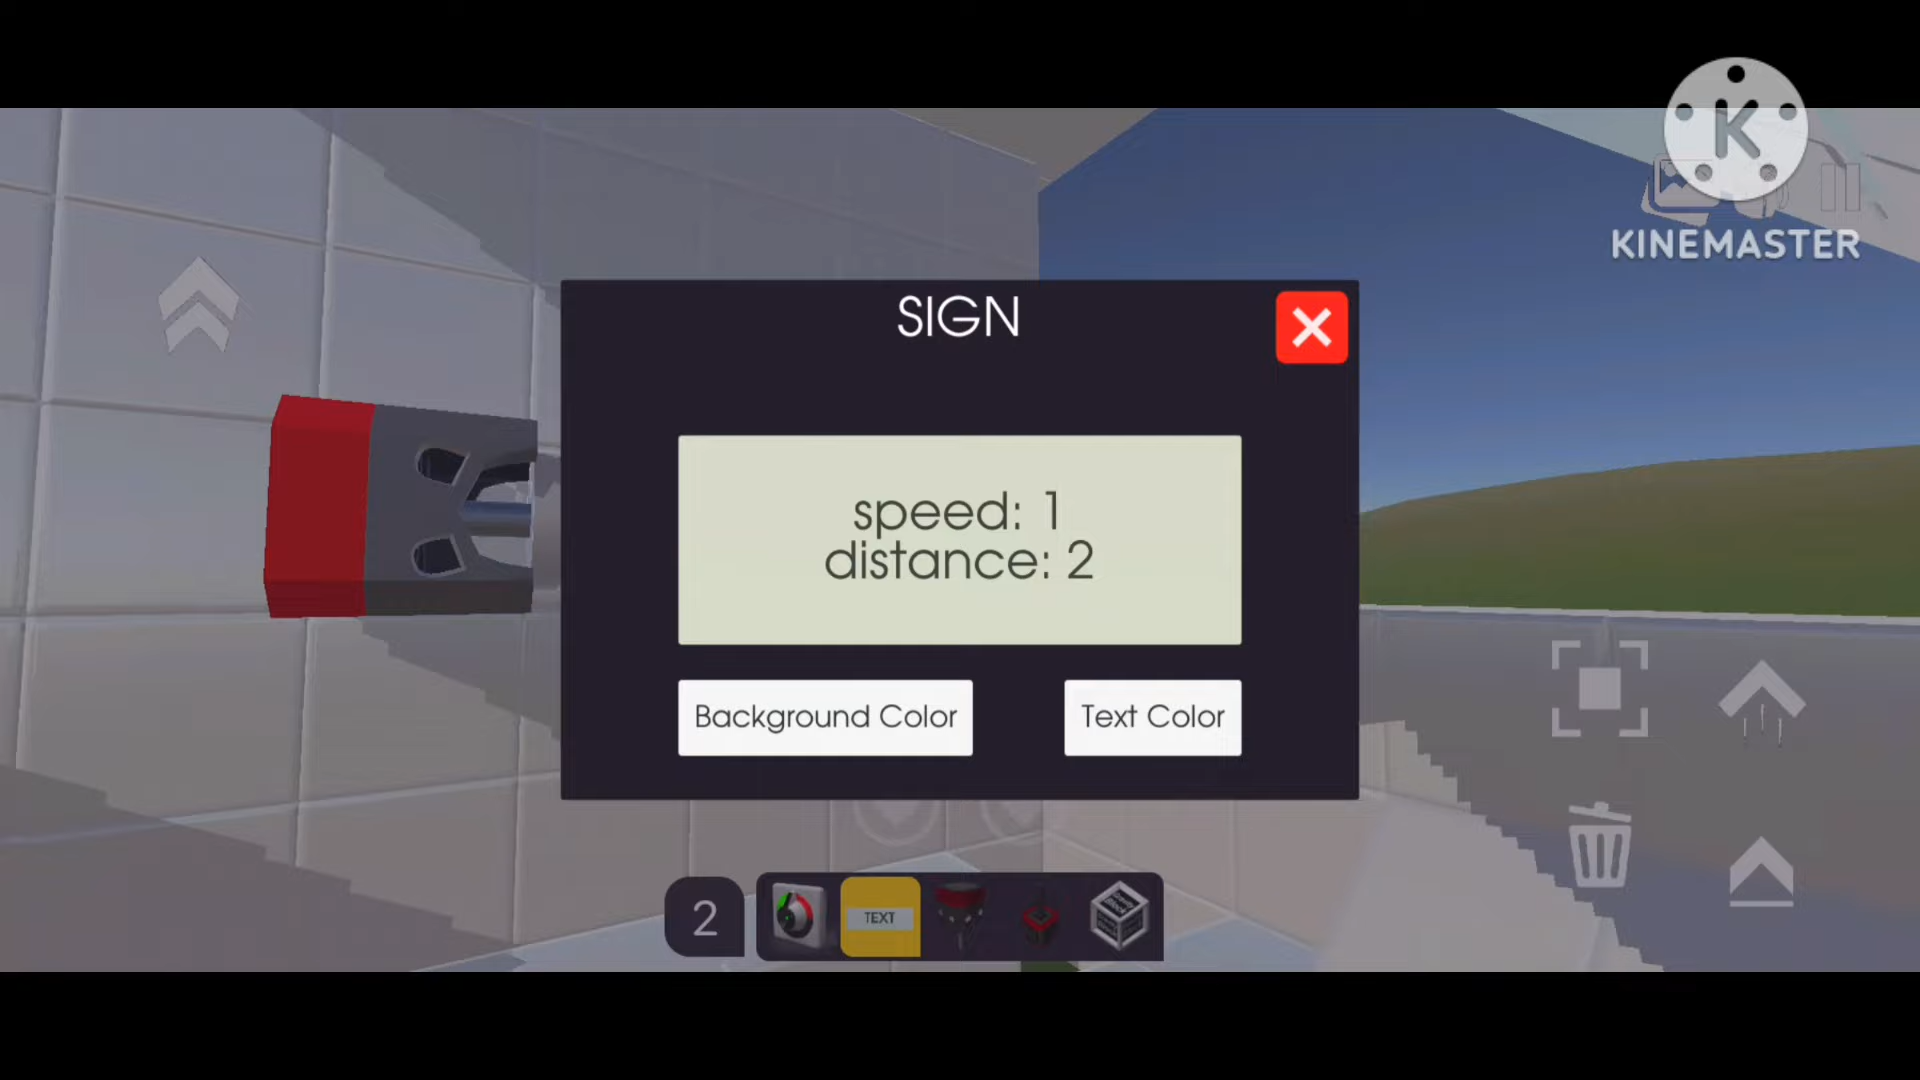 K
KINEMASTER
SIGN
speed: 1
distance: 2
Background Color
Text Color
2
TEXT